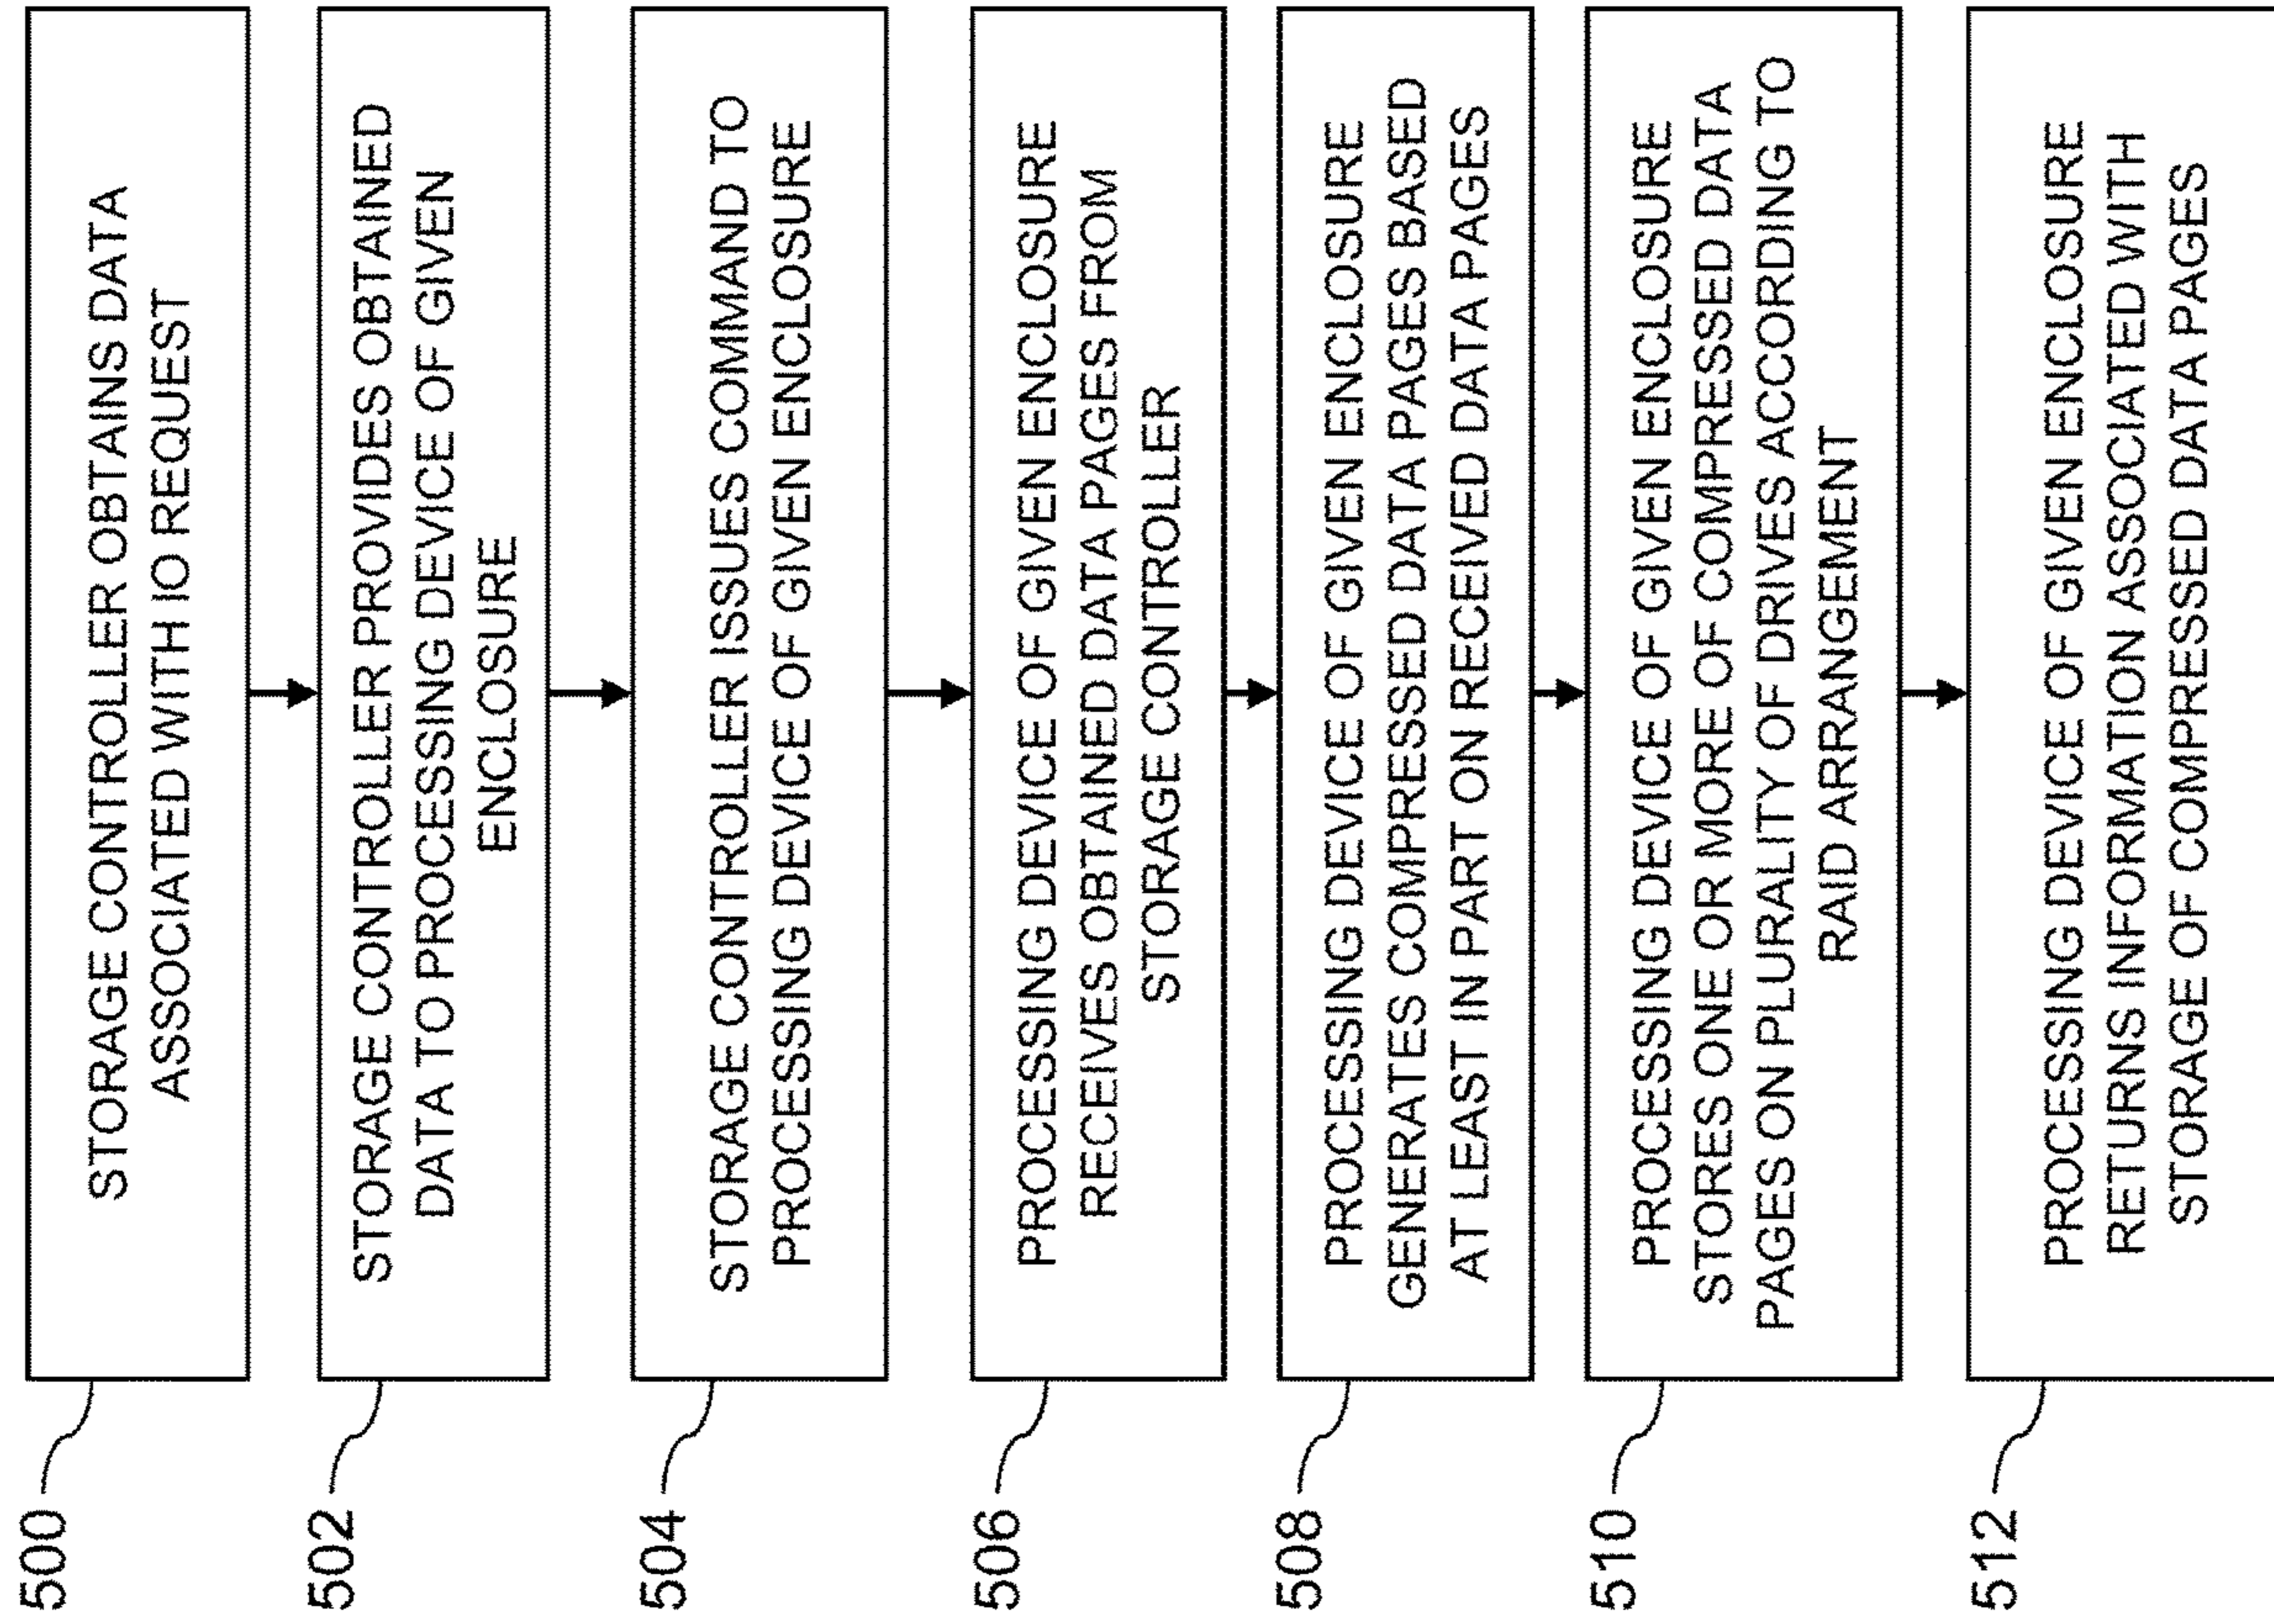 500
STORAGE CONTROLLER OBTAINS DATA
ASSOCIATED WITH IO REQUEST
502
STORAGE CONTROLLER PROVIDES OBTAINED
DATA TO PROCESSING DEVICE OF GIVEN
ENCLOSURE
504
STORAGE CONTROLLER ISSUES COMMAND TO
PROCESSING DEVICE OF GIVEN ENCLOSURE
506
PROCESSING DEVICE OF GIVEN ENCLOSURE
RECEIVES OBTAINED DATA PAGES FROM
STORAGE CONTROLLER
508
PROCESSING DEVICE OF GIVEN ENCLOSURE
GENERATES COMPRESSED DATA PAGES BASED
AT LEAST IN PART ON RECEIVED DATA PAGES
510
PROCESSING DEVICE OF GIVEN ENCLOSURE
STORES ONE OR MORE OF COMPRESSED DATA
PAGES ON PLURALITY OF DRIVES ACCORDING TO
RAID ARRANGEMENT
512
PROCESSING DEVICE OF GIVEN ENCLOSURE
RETURNS INFORMATION ASSOCIATED WITH
STORAGE OF COMPRESSED DATA PAGES